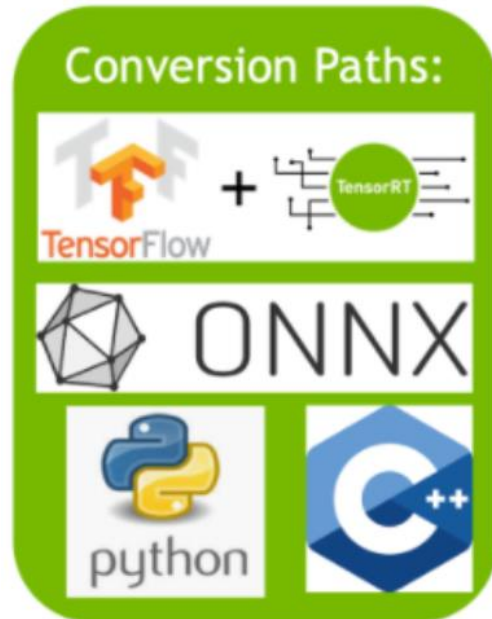 Conversion Paths:
TensorFlow + TensorRT
ONNX
python
C++